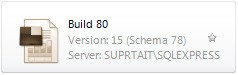 Build 80
Version: 15 (Schema 78)
Server: SUPRTAIT\SQLEXPRESS